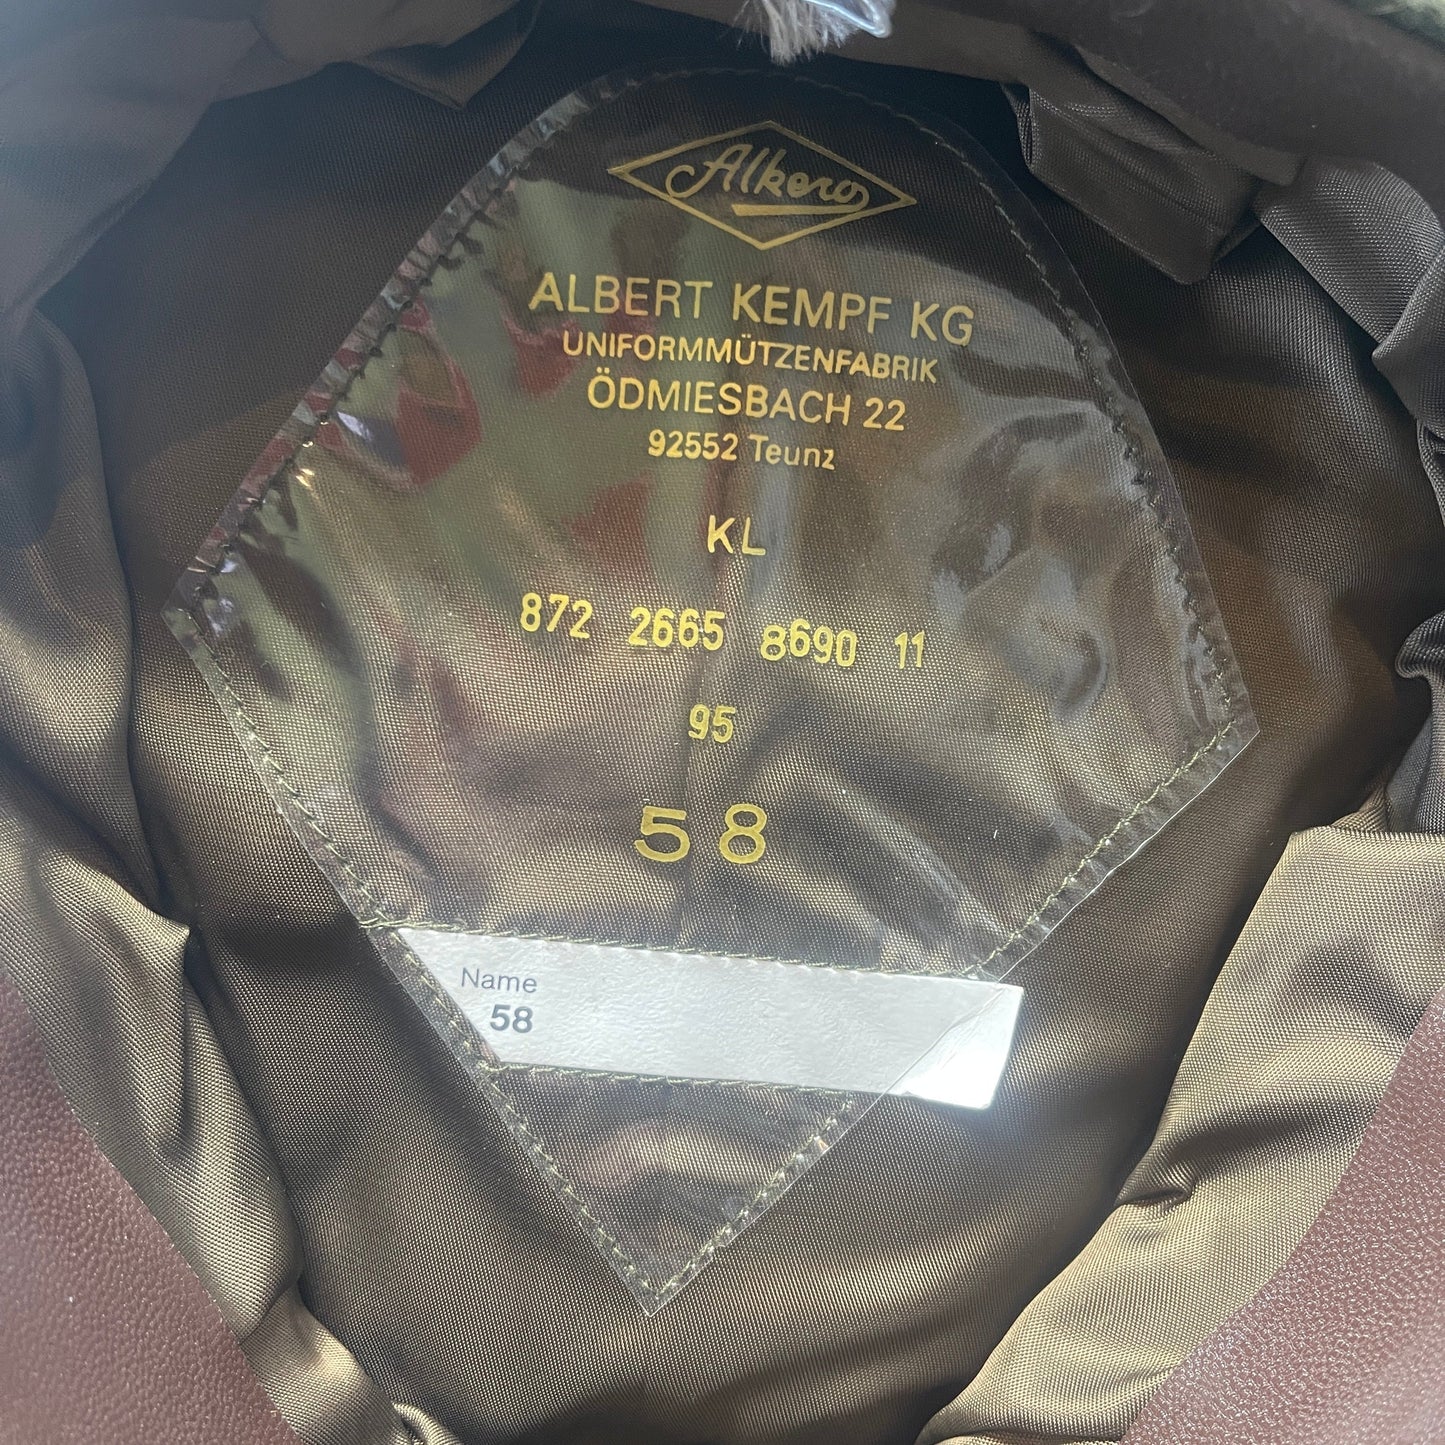 Alkero
ALBERT KEMPF KG
UNIFORMMÜTZENFABRIK
ÖDMIESBACH 22
92552 Teunz
KL
872 2665 8690 11
95
58
Name
58